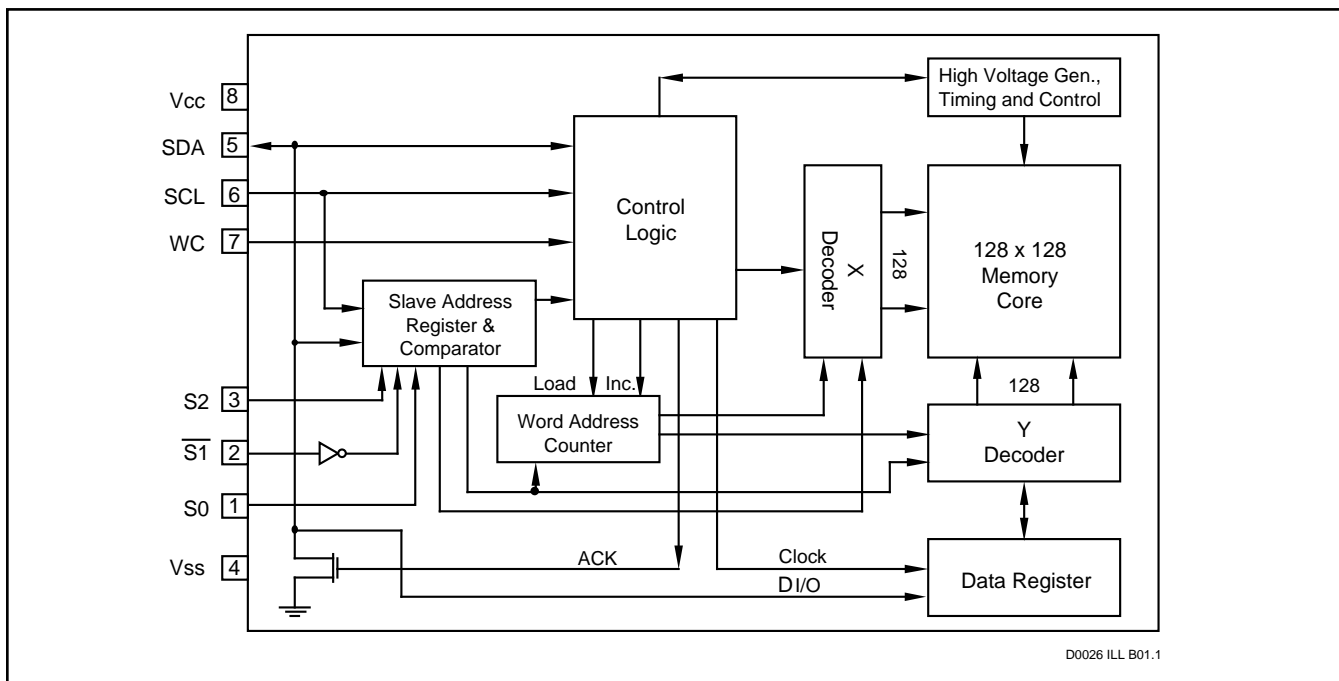 Vcc 8
SDA 5
SCL 6
WC 7
S2 3
S1 2
S0 1
Vss 4
High Voltage Gen.,
Timing and Control
Control
Logic
X
Decoder
128
128 x 128
Memory
Core
Slave Address
Register &
Comparator
Load Inc.
Word Address
Counter
128
Y
Decoder
ACK
Clock
D I/O
Data Register
D0026 ILL B01.1